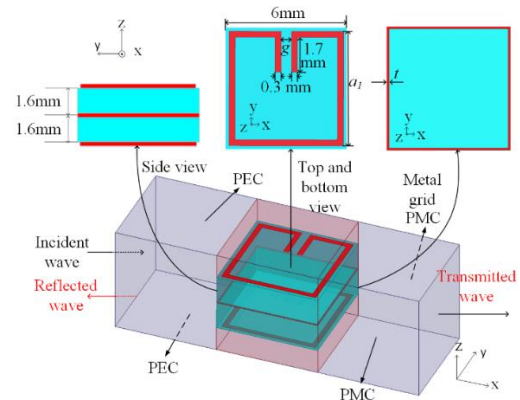 z
y
x
1.6mm
1.6mm
Side view
6mm
g
1.7
mm
0.3 mm
a1
y
z
x
Top and
bottom
view
t
y
z
x
Metal
grid
PMC
PEC
Incident
wave
Reflected
wave
Transmitted
wave
PEC
PMC
z
y
x